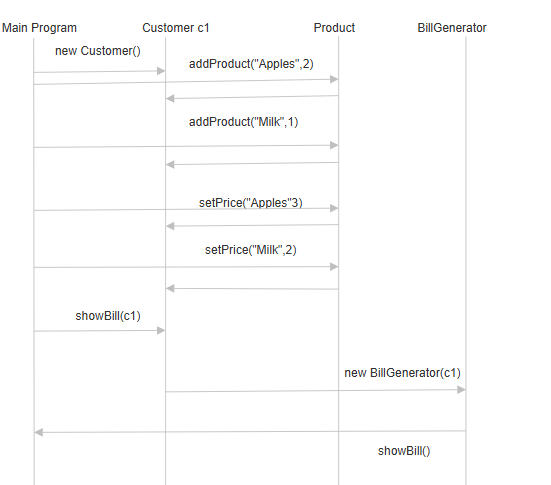 Main Program
Customer c1
Product
BillGenerator
new Customer()
addProduct("Apples",2)
addProduct("Milk",1)
setPrice("Apples"3)
setPrice("Milk",2)
showBill(c1)
new BillGenerator(c1)
showBill()